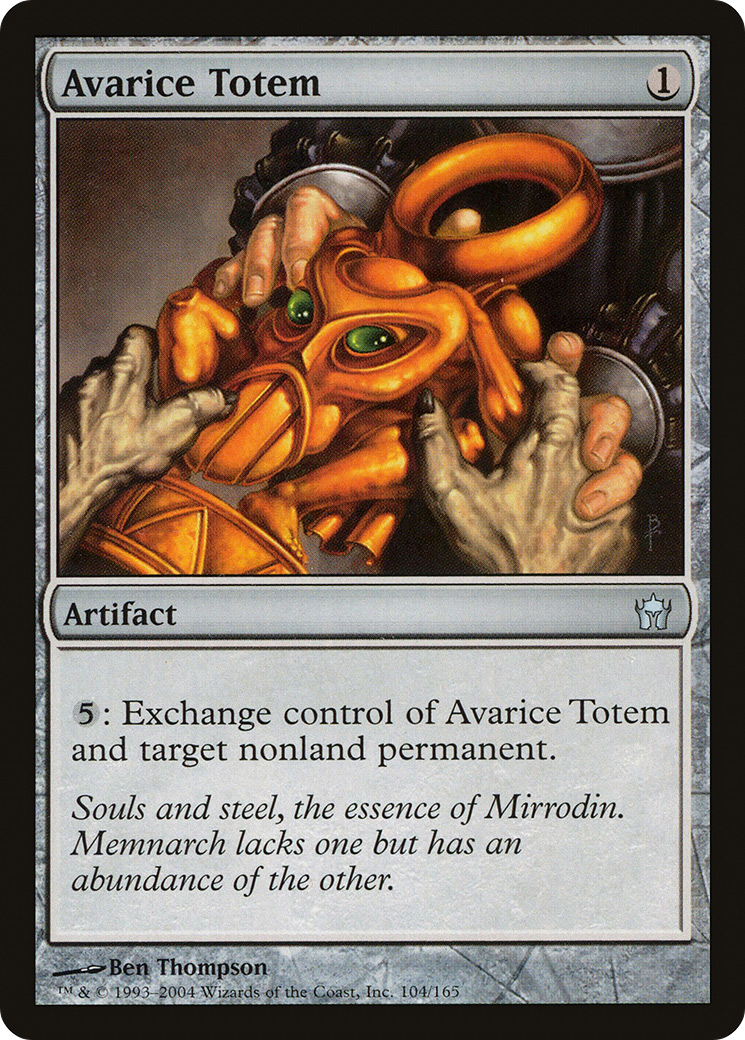 Avarice Totem
1
Artifact
5: Exchange control of Avarice Totem
and target nonland permanent.
Souls and steel, the essence of Mirrodin.
Memnarch lacks one but has an
abundance of the other.
Ben Thompson
™ & © 1993–2004 Wizards of the Coast, Inc. 104/165